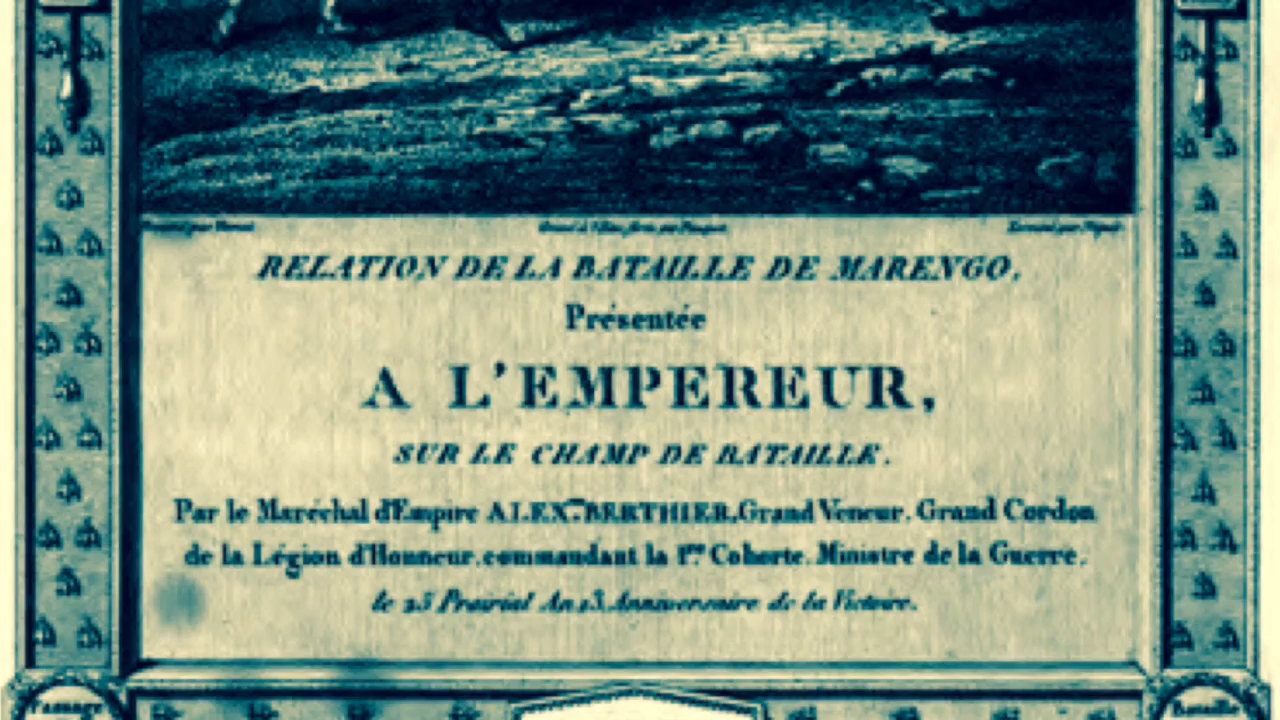 RELATION DE LA BATAILLE DE MARENGO,
Présentée
A L'EMPEREUR,
SUR LE CHAMP DE BATAILLE.
Par le Maréchal d'Empire ALEX.^DRE BERTHIER, Grand Veneur, Grand Cordon
de la Légion d'Honneur, commandant la 1.^re Cohorte, Ministre de la Guerre,
le 25 Prairial An 13, Anniversaire de la Victoire.
Passage
Bataille